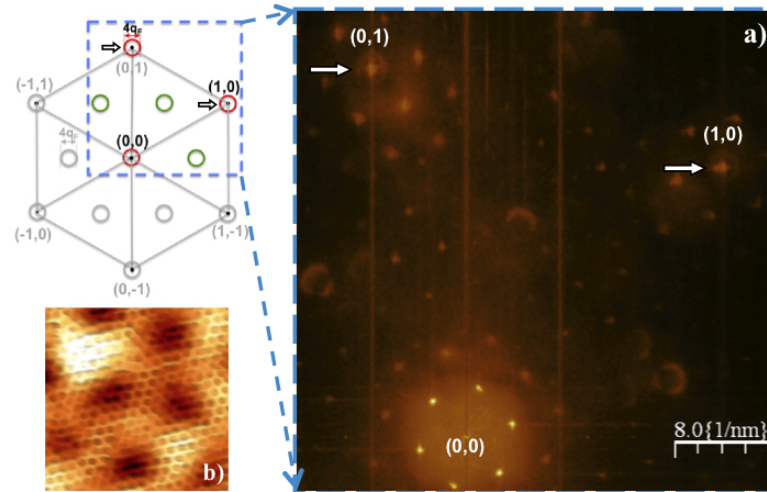 4qF
(0,1)
(-1,1)
(1,0)
(0,0)
4qF
(-1,0)
(1,-1)
(0,-1)
b)
a)
(0,1)
(1,0)
(0,0)
8.0{1/nm}